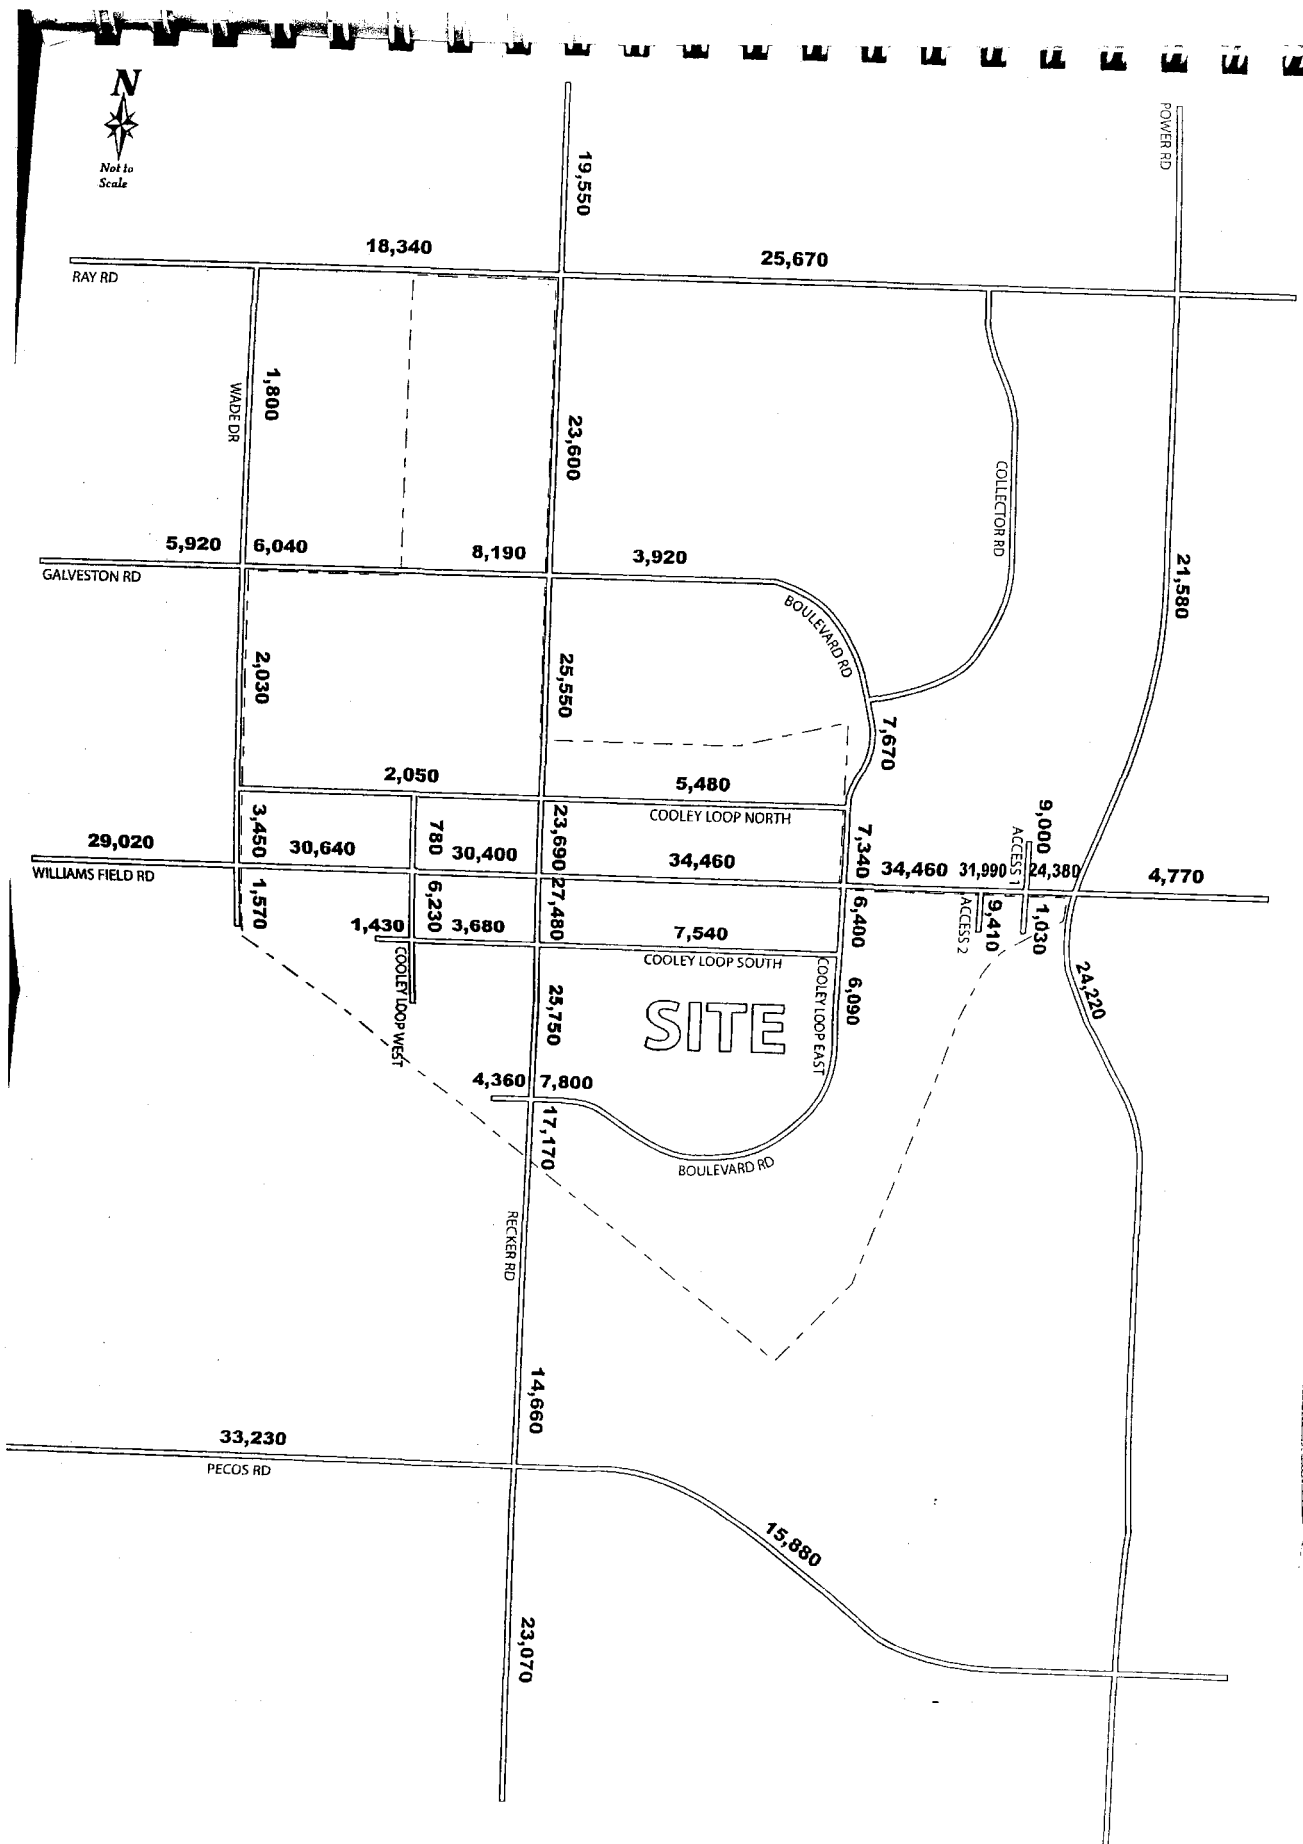 N
Not to
Scale
POWER RD
19,550
18,340
25,670
RAY RD
1,800
WADE DR
23,600
COLLECTOR RD
5,920
6,040
8,190
3,920
GALVESTON RD
BOULEVARD RD
21,580
2,030
25,550
7,670
2,050
5,480
COOLEY LOOP NORTH
29,020
3,450
30,640
780
30,400
23,690
34,460
7,340
34,460
31,990
9,000
ACCESS 1
24,380
4,770
WILLIAMS FIELD RD
1,570
6,230
27,480
6,400
ACCESS 2
9,410
1,030
1,430
3,680
7,540
COOLEY LOOP WEST
COOLEY LOOP SOUTH
COOLEY LOOP EAST
6,090
24,220
25,750
SITE
4,360
7,800
17,170
BOULEVARD RD
RECKER RD
14,660
33,230
PECOS RD
15,880
23,070